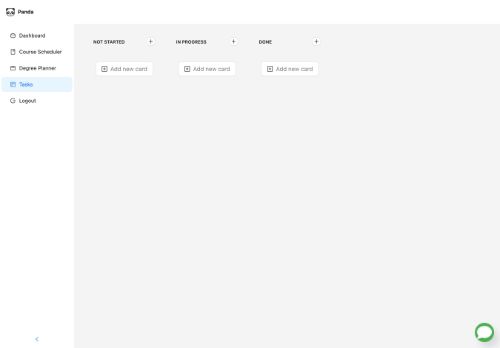 Panda
Dashboard
Course Scheduler
Degree Planner
Tasks
Logout
NOT STARTED
IN PROGRESS
DONE
Add new card
Add new card
Add new card